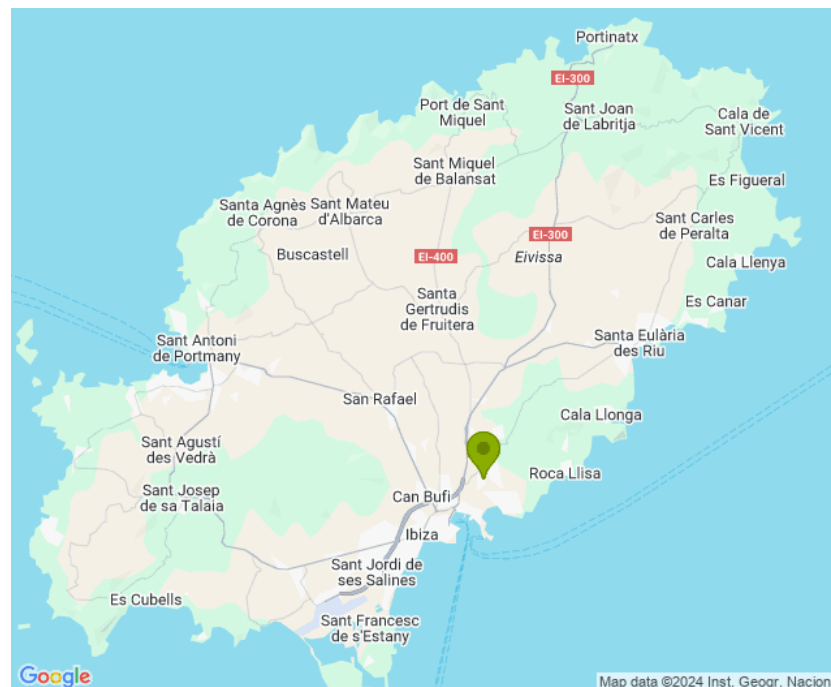 Portinatx
EI-300
Port de Sant
Miquel
Sant Joan
de Labritja
Cala de
Sant Vicent
Sant Miquel
de Balansat
Es Figueral
Santa Agnès
de Corona
Sant Mateu
d'Albarca
Sant Carles
de Peralta
EI-300
Buscastell
EI-400
Eivissa
Cala Llenya
Santa
Gertrudis
de Fruitera
Es Canar
Sant Antoni
de Portmany
Santa Eulària
des Riu
San Rafael
Cala Llonga
Sant Agustí
des Vedrà
Roca Llisa
Sant Josep
de sa Talaia
Can Bufi
Ibiza
Sant Jordi de
ses Salines
Es Cubells
Sant Francesc
de s'Estany
Google
Map data ©2024 Inst. Geogr. Nacion